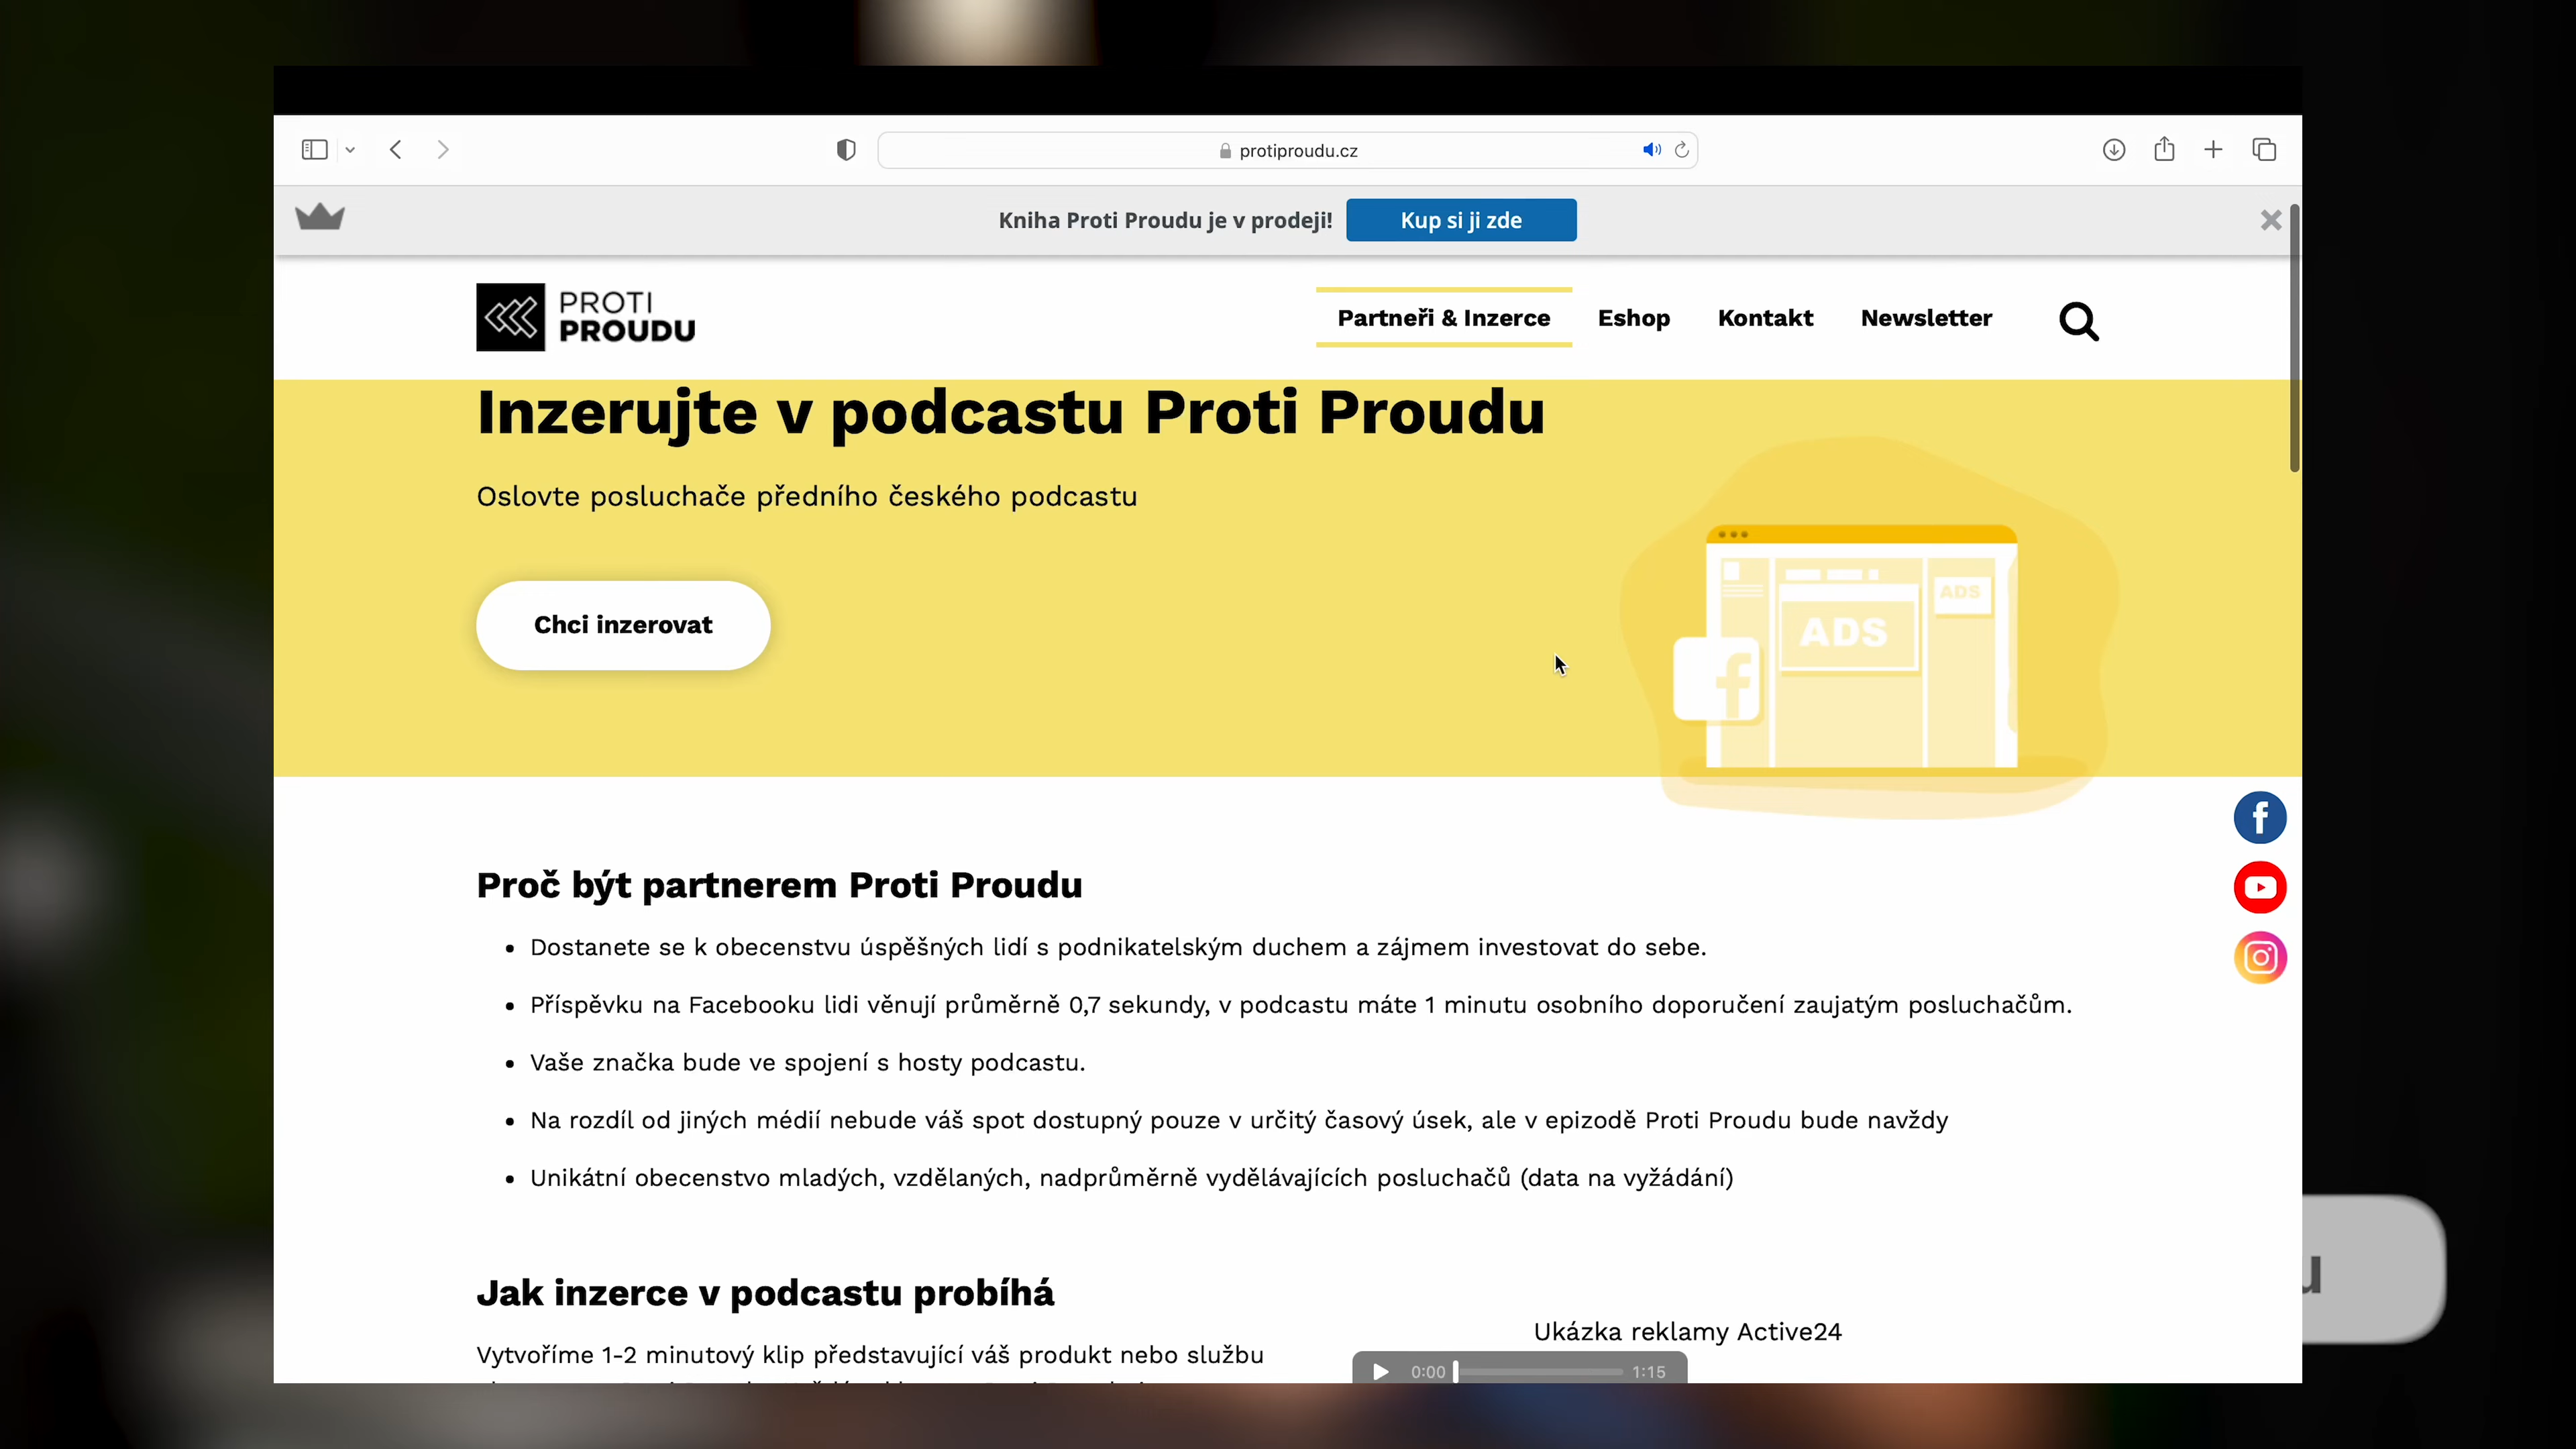 protiproudu.cz
Kniha Proti Proudu je v prodeji!
Kup si ji zde
PROTI
PROUDU
Partneři & Inzerce
Eshop
Kontakt
Newsletter
Inzerujte v podcastu Proti Proudu
Oslovte posluchače předního českého podcastu
Chci inzerovat
ADS
ADS
Proč být partnerem Proti Proudu
Dostanete se k obecenstvu úspěšných lidí s podnikatelským duchem a zájmem investovat do sebe.
Příspěvku na Facebooku lidi věnují průměrně 0,7 sekundy, v podcastu máte 1 minutu osobního doporučení zaujatým posluchačům.
Vaše značka bude ve spojení s hosty podcastu.
Na rozdíl od jiných médií nebude váš spot dostupný pouze v určitý časový úsek, ale v epizodě Proti Proudu bude navždy
Unikátní obecenstvo mladých, vzdělaných, nadprůměrně vydělávajících posluchačů (data na vyžádání)
Jak inzerce v podcastu probíhá
Vytvoříme 1-2 minutový klip představující váš produkt nebo službu
Ukázka reklamy Active24
0:00
1:15